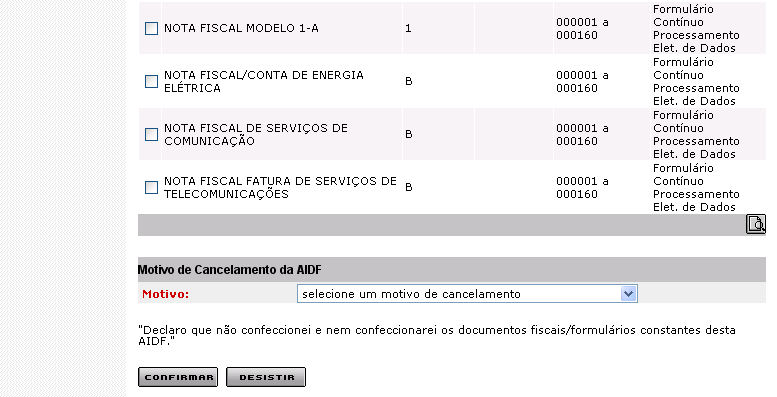 NOTA FISCAL MODELO 1-A 1 000001 a 000160 Formulário Contínuo Processamento Elet. de Dados
NOTA FISCAL/CONTA DE ENERGIA ELÉTRICA B 000001 a 000160 Formulário Contínuo Processamento Elet. de Dados
NOTA FISCAL DE SERVIÇOS DE COMUNICAÇÃO B 000001 a 000160 Formulário Contínuo Processamento Elet. de Dados
NOTA FISCAL FATURA DE SERVIÇOS DE TELECOMUNICAÇÕES B 000001 a 000160 Formulário Contínuo Processamento Elet. de Dados
Motivo de Cancelamento da AIDF
Motivo: selecione um motivo de cancelamento
"Declaro que não confeccionei e nem confeccionarei os documentos fiscais/formulários constantes desta
AIDF."
CONFIRMAR DESISTIR